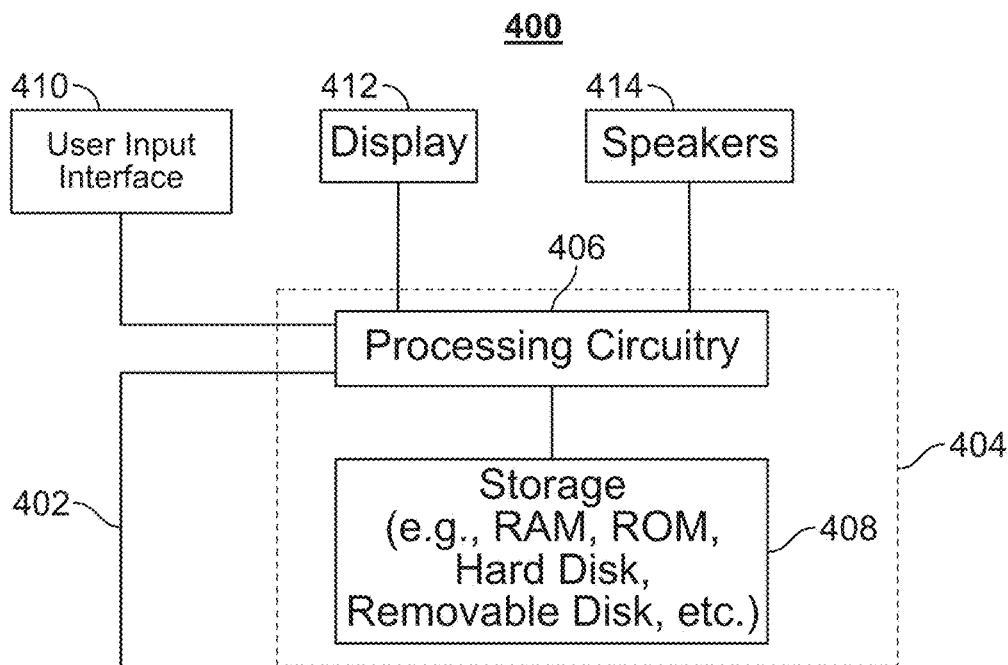 400
410
412
414
User Input
Interface
Display
Speakers
406
Processing Circuitry
404
402
Storage
(e.g., RAM, ROM,
Hard Disk,
Removable Disk, etc.)
408